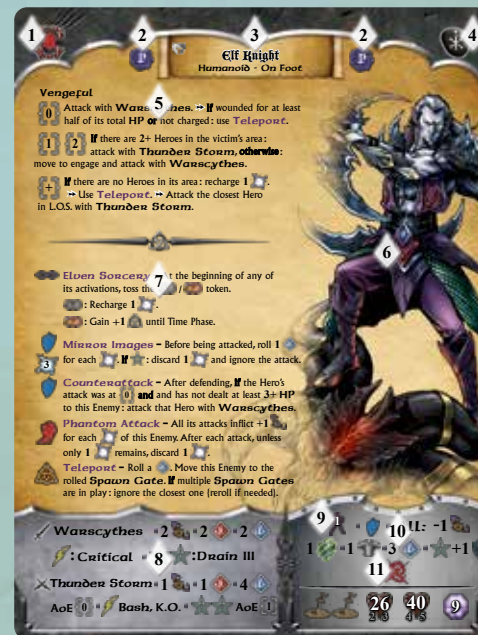 1 2 3 2 4
P P
Elf Knight
Humanoid - On Foot
Vengeful
0 Attack with Warscythes. If wounded for at least
half of its total HP or not charged: use Teleport.
1 2 If there are 2+ Heroes in the victim's area:
attack with Thunder Storm, otherwise:
move to engage and attack with Warscythes.
+ If there are no Heroes in its area: recharge 1 .
Use Teleport. Attack the closest Hero
in L.O.S. with Thunder Storm.
5
6
7
Elven Sorcery - At the beginning of any of
its activations, toss the / token.
: Recharge 1 .
: Gain +1 until Time Phase.
Mirror Images - Before being attacked, roll 1
3 for each . If : discard 1 and ignore the attack.
Counterattack - After defending, If the Hero's
attack was at 0 and and has not dealt at least 3+ HP
to this Enemy: attack that Hero with Warscythes.
Phantom Attack - All its attacks inflict +1
for each of this Enemy. After each attack, unless
only 1 remains, discard 1 .
Teleport - Roll a . Move this Enemy to the
rolled Spawn Gate. If multiple Spawn Gates
are in play: ignore the closest one (reroll if needed).
Warscythes - 2 - 2 - 2
: Critical 8 : Drain III
Thunder Storm - 1 - 1 - 4
AoE 0 - Bash, K.O. - AoE 1
9 1 - 10 U: -1
1 - 1 - 3 +1
11
26 40 9
2-3 4-5